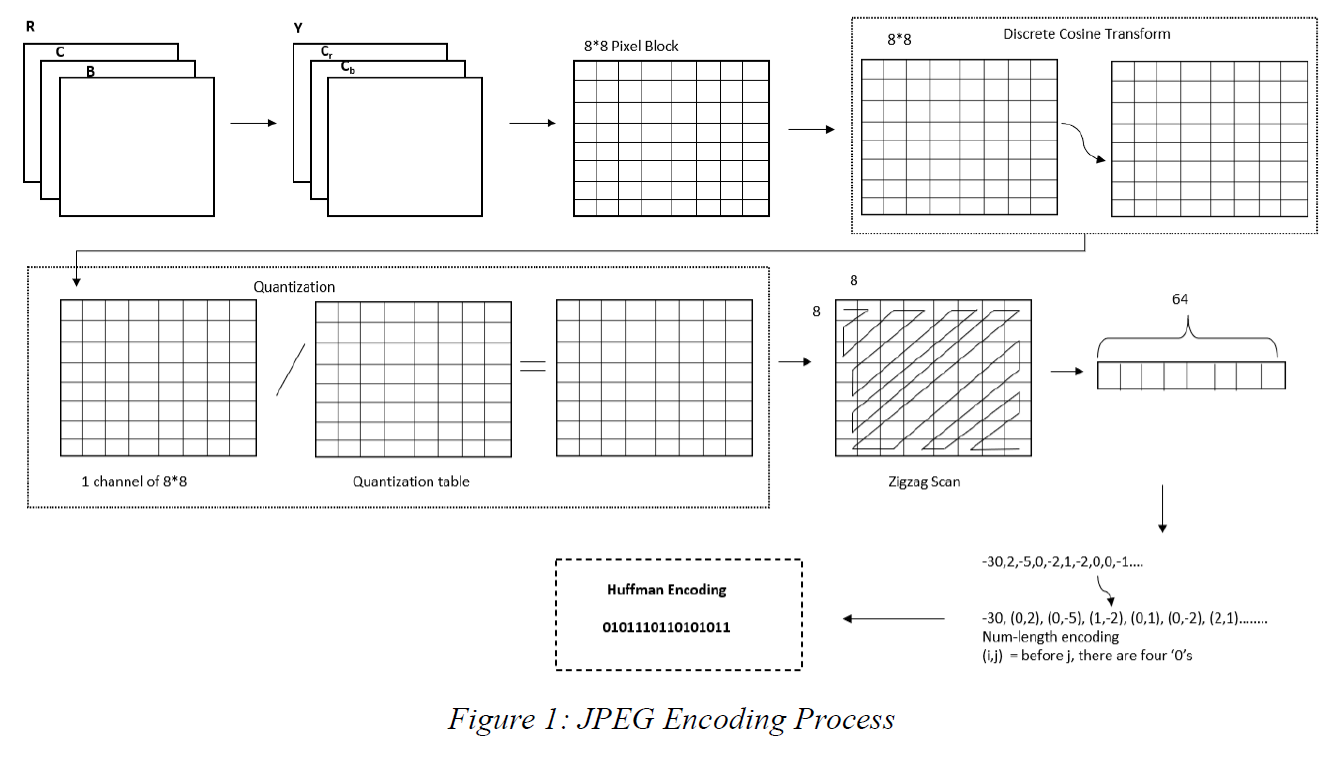 R
C
B
Y
Cr
Cb
8*8 Pixel Block
8*8
Discrete Cosine Transform
Quantization
1 channel of 8*8
Quantization table
8
8
Zigzag Scan
64
-30,2,-5,0,-2,1,-2,0,0,-1....
-30, (0,2), (0,-5), (1,-2), (0,1), (0,-2), (2,1)........
Num-length encoding
(i,j) = before j, there are four ‘0’s
Huffman Encoding
0101110110101011
Figure 1: JPEG Encoding Process